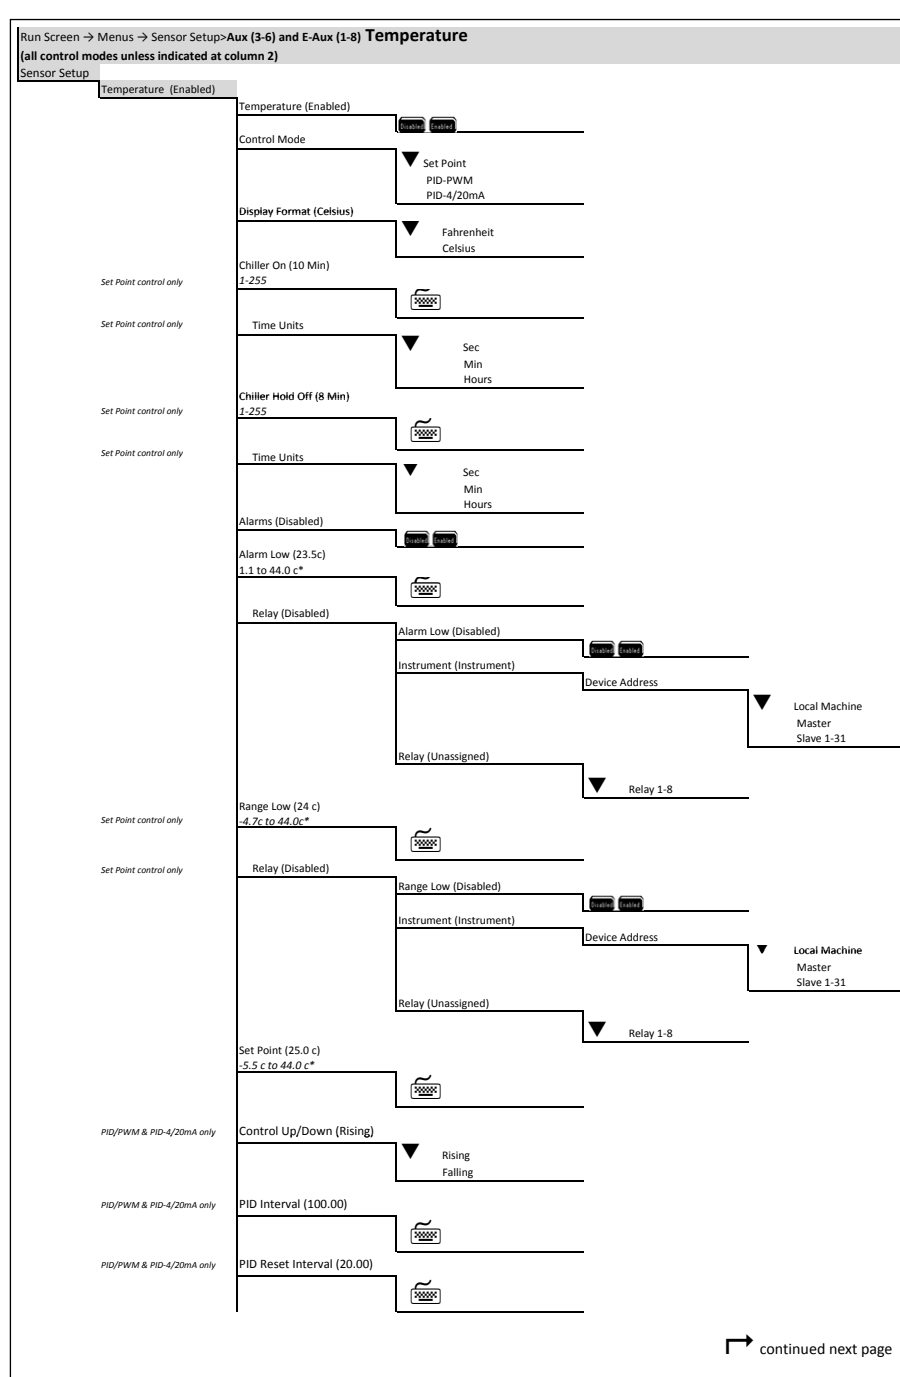 Run Screen → Menus → Sensor Setup>Aux (3-6) and E-Aux (1-8) Temperature
(all control modes unless indicated at column 2)
Sensor Setup
Temperature (Enabled)
Temperature (Enabled)
Disabled Enabled
Control Mode
Set Point
PID-PWM
PID-4/20mA
Display Format (Celsius)
Fahrenheit
Celsius
Chiller On (10 Min)
Set Point control only 1-255
Set Point control only Time Units
Sec
Min
Hours
Chiller Hold Off (8 Min)
Set Point control only 1-255
Set Point control only Time Units
Sec
Min
Hours
Alarms (Disabled)
Disabled Enabled
Alarm Low (23.5c)
1.1 to 44.0 c*
Relay (Disabled)
Alarm Low (Disabled)
Disabled Enabled
Instrument (Instrument)
Device Address
Local Machine
Master
Slave 1-31
Relay (Unassigned)
Relay 1-8
Range Low (24 c)
Set Point control only -4.7c to 44.0c*
Set Point control only Relay (Disabled)
Range Low (Disabled)
Disabled Enabled
Instrument (Instrument)
Device Address
Local Machine
Master
Slave 1-31
Relay (Unassigned)
Relay 1-8
Set Point (25.0 c)
-5.5 c to 44.0 c*
PID/PWM & PID-4/20mA only Control Up/Down (Rising)
Rising
Falling
PID/PWM & PID-4/20mA only PID Interval (100.00)
PID/PWM & PID-4/20mA only PID Reset Interval (20.00)
continued next page